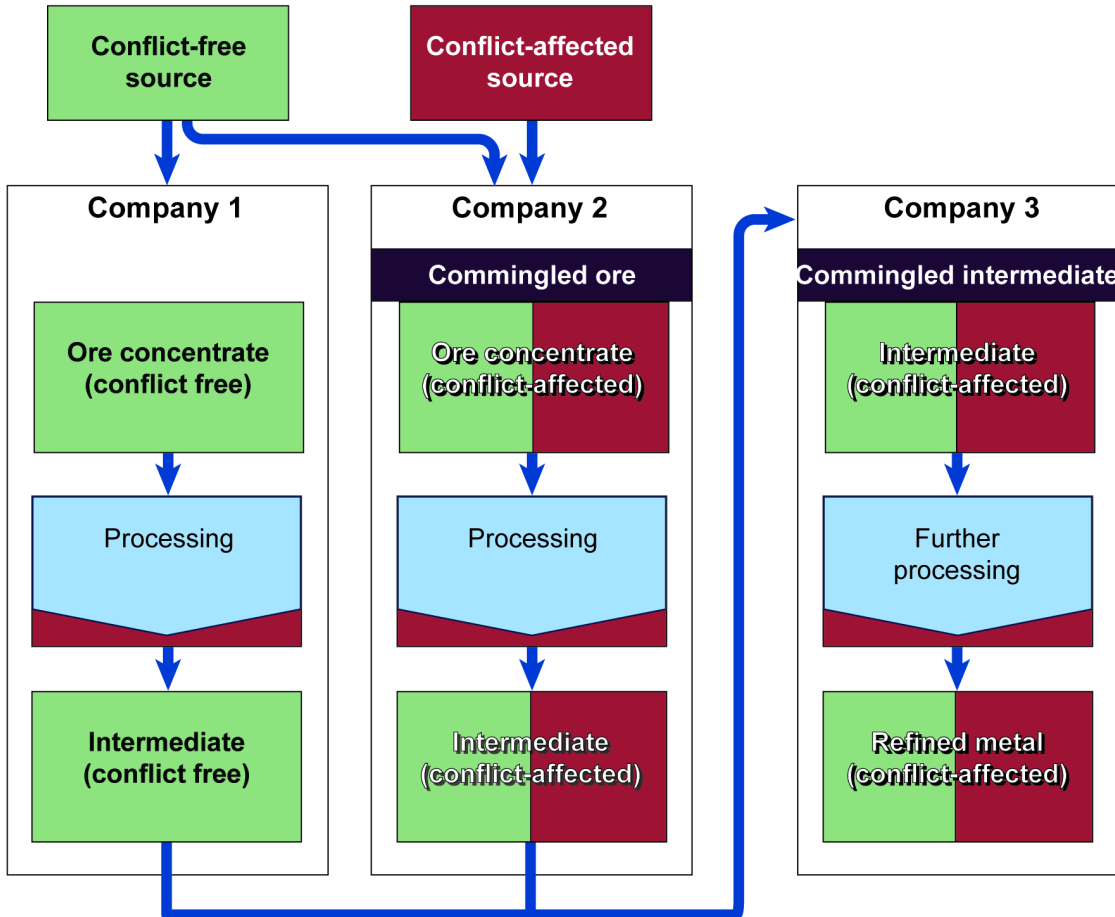 Conflict-free
source
Conflict-affected
source
Company 1
Ore concentrate
(conflict free)
Processing
Intermediate
(conflict free)
Company 2
Commingled ore
Ore concentrate
(conflict-affected)
Processing
Intermediate
(conflict-affected)
Company 3
Commingled intermediate
Intermediate
(conflict-affected)
Further
processing
Refined metal
(conflict-affected)